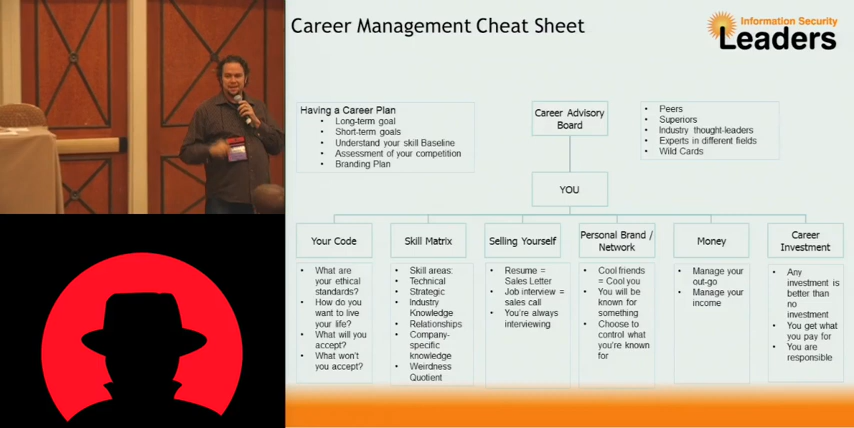 Career Management Cheat Sheet
Information Security
Leaders
Having a Career Plan
• Long-term goal
• Short-term goals
• Understand your skill Baseline
• Assessment of your competition
• Branding Plan
Career Advisory
Board
• Peers
• Superiors
• Industry thought-leaders
• Experts in different fields
• Wild Cards
YOU
Your Code
• What are
your ethical
standards?
• How do you
want to live
your life?
• What will you
accept?
• What won't
you accept?
Skill Matrix
• Skill areas:
• Technical
• Strategic
• Industry
Knowledge
• Relationships
• Company-
specific
knowledge
• Weirdness
Quotient
Selling Yourself
• Resume =
Sales Letter
• Job interview =
sales call
• You're always
interviewing
Personal Brand /
Network
• Cool friends
= Cool you
• You will be
known for
something
• Choose to
control what
you're known
for
Money
• Manage your
out-go
• Manage your
income
Career
Investment
• Any
investment is
better than
no
investment
• You get what
you pay for
• You are
responsible